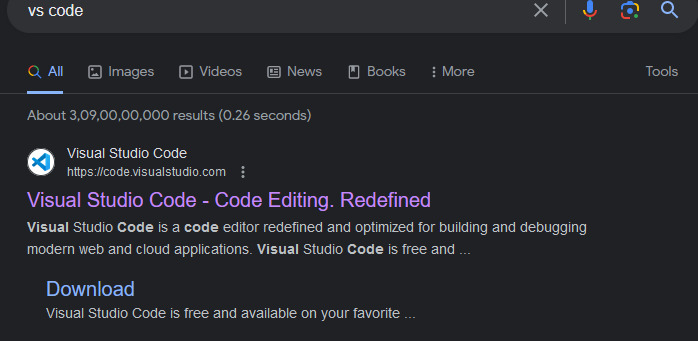 vs code
All Images Videos News Books More Tools
About 3,09,00,00,000 results (0.26 seconds)
Visual Studio Code
https://code.visualstudio.com
Visual Studio Code - Code Editing. Redefined
Visual Studio Code is a code editor redefined and optimized for building and debugging
modern web and cloud applications. Visual Studio Code is free and ...
Download
Visual Studio Code is free and available on your favorite ...